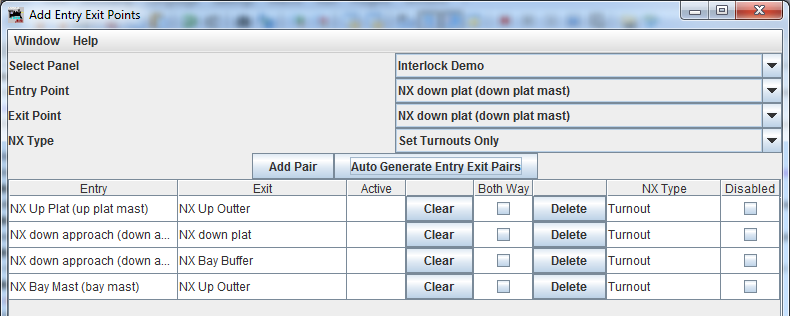 Add Entry Exit Points
Window Help
Select Panel Interlock Demo
Entry Point NX down plat (down plat mast)
Exit Point NX down plat (down plat mast)
NX Type Set Turnouts Only
Add Pair Auto Generate Entry Exit Pairs
Entry Exit Active Both Way NX Type Disabled
NX Up Plat (up plat mast) NX Up Outter Clear Delete Turnout
NX down approach (down a... NX down plat Clear Delete Turnout
NX down approach (down a... NX Bay Buffer Clear Delete Turnout
NX Bay Mast (bay mast) NX Up Outter Clear Delete Turnout